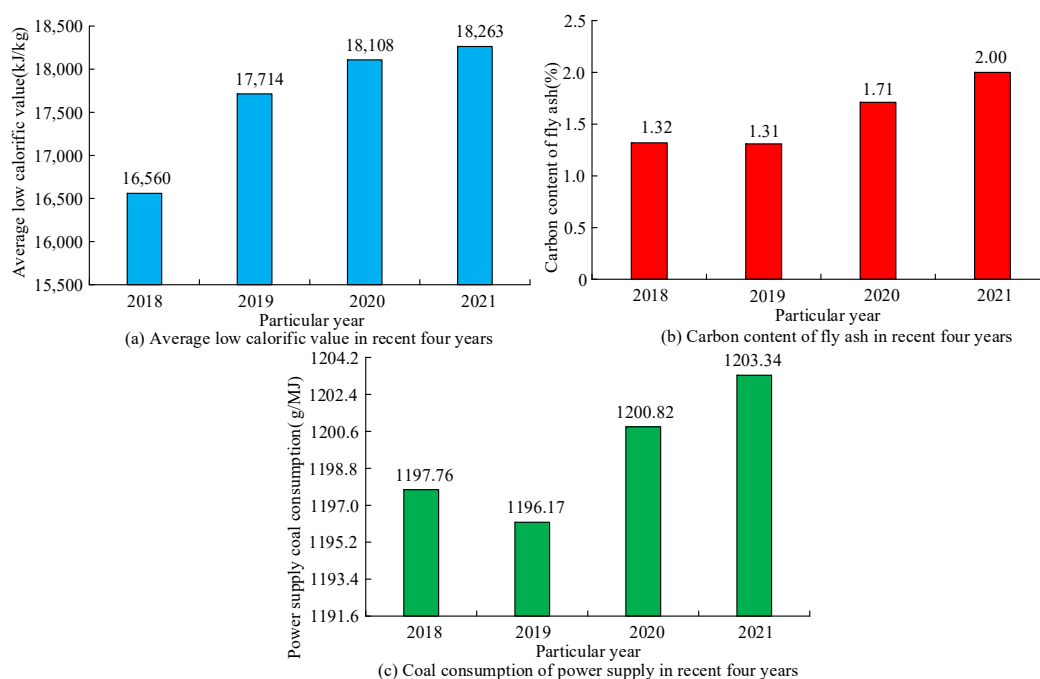 Average low calorific value(kJ/kg)
18,500
18,000
17,500
17,000
16,500
16,000
15,500
16,560
17,714
18,108
18,263
2018 2019 2020 2021
Particular year
(a) Average low calorific value in recent four years
Carbon content of fly ash(%)
2.5
2.0
1.5
1.0
0.5
0
1.32
1.31
1.71
2.00
2018 2019 2020 2021
Particular year
(b) Carbon content of fly ash in recent four years
Power supply coal consumption( g/MJ)
1204.2
1202.4
1200.6
1198.8
1197.0
1195.2
1193.4
1191.6
1197.76
1196.17
1200.82
1203.34
2018 2019 2020 2021
Particular year
(c) Coal consumption of power supply in recent four years